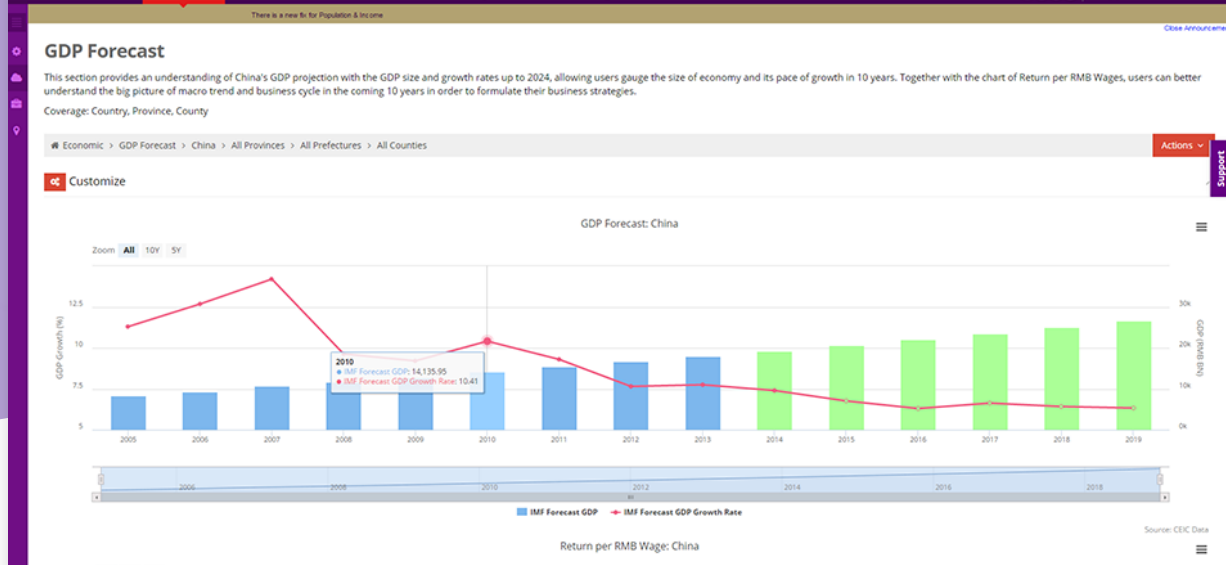 There is a new fix for Population & Income
Close Announceme
GDP Forecast
This section provides an understanding of China's GDP projection with the GDP size and growth rates up to 2024, allowing users gauge the size of economy and its pace of growth in 10 years. Together with the chart of Return per RMB Wages, users can better
understand the big picture of macro trend and business cycle in the coming 10 years in order to formulate their business strategies.
Coverage: Country, Province, County
Economic > GDP Forecast > China > All Provinces > All Prefectures > All Counties
Actions
Support
Customize
GDP Forecast: China
Zoom All 10Y 5Y
GDP Growth (%)
12.5
10
7.5
5
30k
20k
10k
0k
GDP (RMB BN)
2010
IMF Forecast GDP: 14,135.95
IMF Forecast GDP Growth Rate: 10.41
2005 2006 2007 2008 2009 2010 2011 2012 2013 2014 2015 2016 2017 2018 2019
2006 2008 2010 2012 2014 2016 2018
IMF Forecast GDP IMF Forecast GDP Growth Rate
Source: CEIC Data
Return per RMB Wage: China